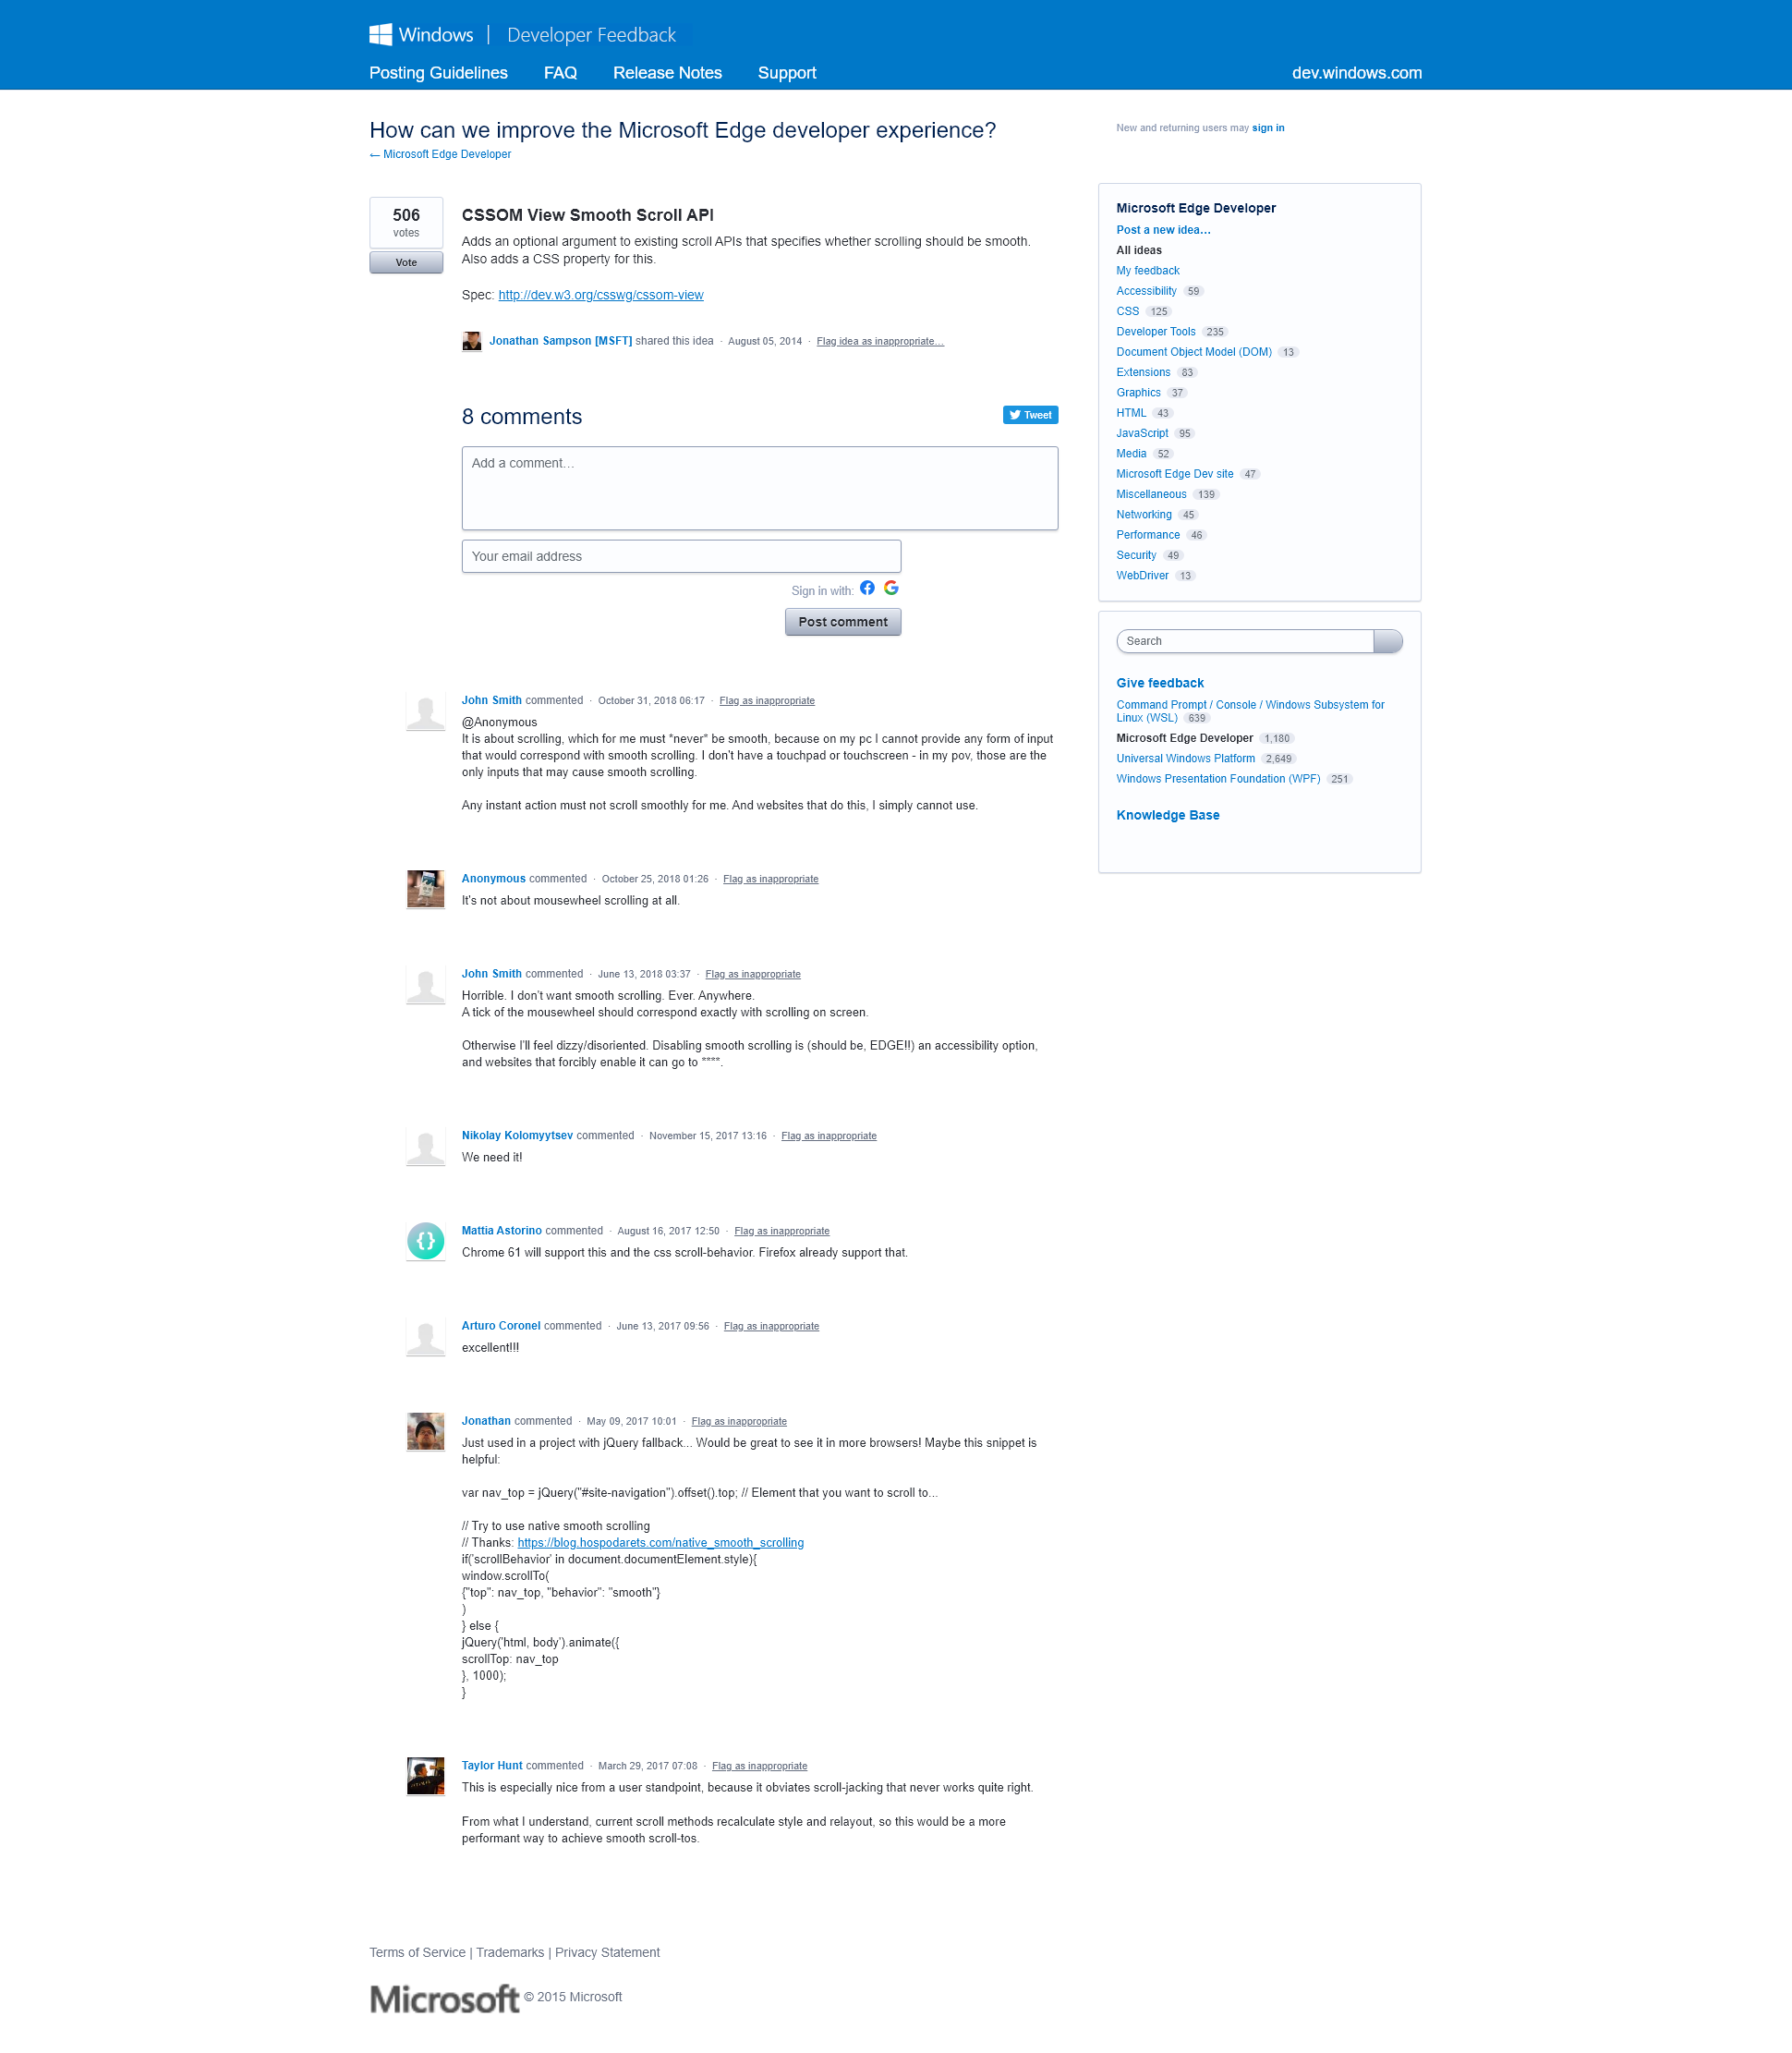 Windows | Developer Feedback
Posting Guidelines FAQ Release Notes Support dev.windows.com
How can we improve the Microsoft Edge developer experience?
← Microsoft Edge Developer
New and returning users may sign in
506
votes
Vote
CSSOM View Smooth Scroll API
Adds an optional argument to existing scroll APIs that specifies whether scrolling should be smooth.
Also adds a CSS property for this.
Spec: http://dev.w3.org/csswg/cssom-view
Jonathan Sampson [MSFT] shared this idea · August 05, 2014 · Flag idea as inappropriate…
8 comments
Tweet
Add a comment…
Your email address
Sign in with:
Post comment
John Smith commented · October 31, 2018 06:17 · Flag as inappropriate
@Anonymous
It is about scrolling, which for me must *never* be smooth, because on my pc I cannot provide any form of input
that would correspond with smooth scrolling. I don't have a touchpad or touchscreen - in my pov, those are the
only inputs that may cause smooth scrolling.
Any instant action must not scroll smoothly for me. And websites that do this, I simply cannot use.
Anonymous commented · October 25, 2018 01:26 · Flag as inappropriate
It's not about mousewheel scrolling at all.
John Smith commented · June 13, 2018 03:37 · Flag as inappropriate
Horrible. I don't want smooth scrolling. Ever. Anywhere.
A tick of the mousewheel should correspond exactly with scrolling on screen.
Otherwise I'll feel dizzy/disoriented. Disabling smooth scrolling is (should be, EDGE!!) an accessibility option,
and websites that forcibly enable it can go to ****.
Nikolay Kolomyytsev commented · November 15, 2017 13:16 · Flag as inappropriate
We need it!
Mattia Astorino commented · August 16, 2017 12:50 · Flag as inappropriate
Chrome 61 will support this and the css scroll-behavior. Firefox already support that.
Arturo Coronel commented · June 13, 2017 09:56 · Flag as inappropriate
excellent!!!
Jonathan commented · May 09, 2017 10:01 · Flag as inappropriate
Just used in a project with jQuery fallback... Would be great to see it in more browsers! Maybe this snippet is
helpful:
var nav_top = jQuery("#site-navigation").offset().top; // Element that you want to scroll to...
// Try to use native smooth scrolling
// Thanks: https://blog.hospodarets.com/native_smooth_scrolling
if('scrollBehavior' in document.documentElement.style){
window.scrollTo(
{"top": nav_top, "behavior": "smooth"}
)
} else {
jQuery('html, body').animate({
scrollTop: nav_top
}, 1000);
}
Taylor Hunt commented · March 29, 2017 07:08 · Flag as inappropriate
This is especially nice from a user standpoint, because it obviates scroll-jacking that never works quite right.
From what I understand, current scroll methods recalculate style and relayout, so this would be a more
performant way to achieve smooth scroll-tos.
Microsoft Edge Developer
Post a new idea…
All ideas
My feedback
Accessibility 59
CSS 125
Developer Tools 235
Document Object Model (DOM) 13
Extensions 83
Graphics 37
HTML 43
JavaScript 95
Media 52
Microsoft Edge Dev site 47
Miscellaneous 139
Networking 45
Performance 46
Security 49
WebDriver 13
Search
Give feedback
Command Prompt / Console / Windows Subsystem for
Linux (WSL) 639
Microsoft Edge Developer 1,180
Universal Windows Platform 2,649
Windows Presentation Foundation (WPF) 251
Knowledge Base
Terms of Service | Trademarks | Privacy Statement
Microsoft © 2015 Microsoft